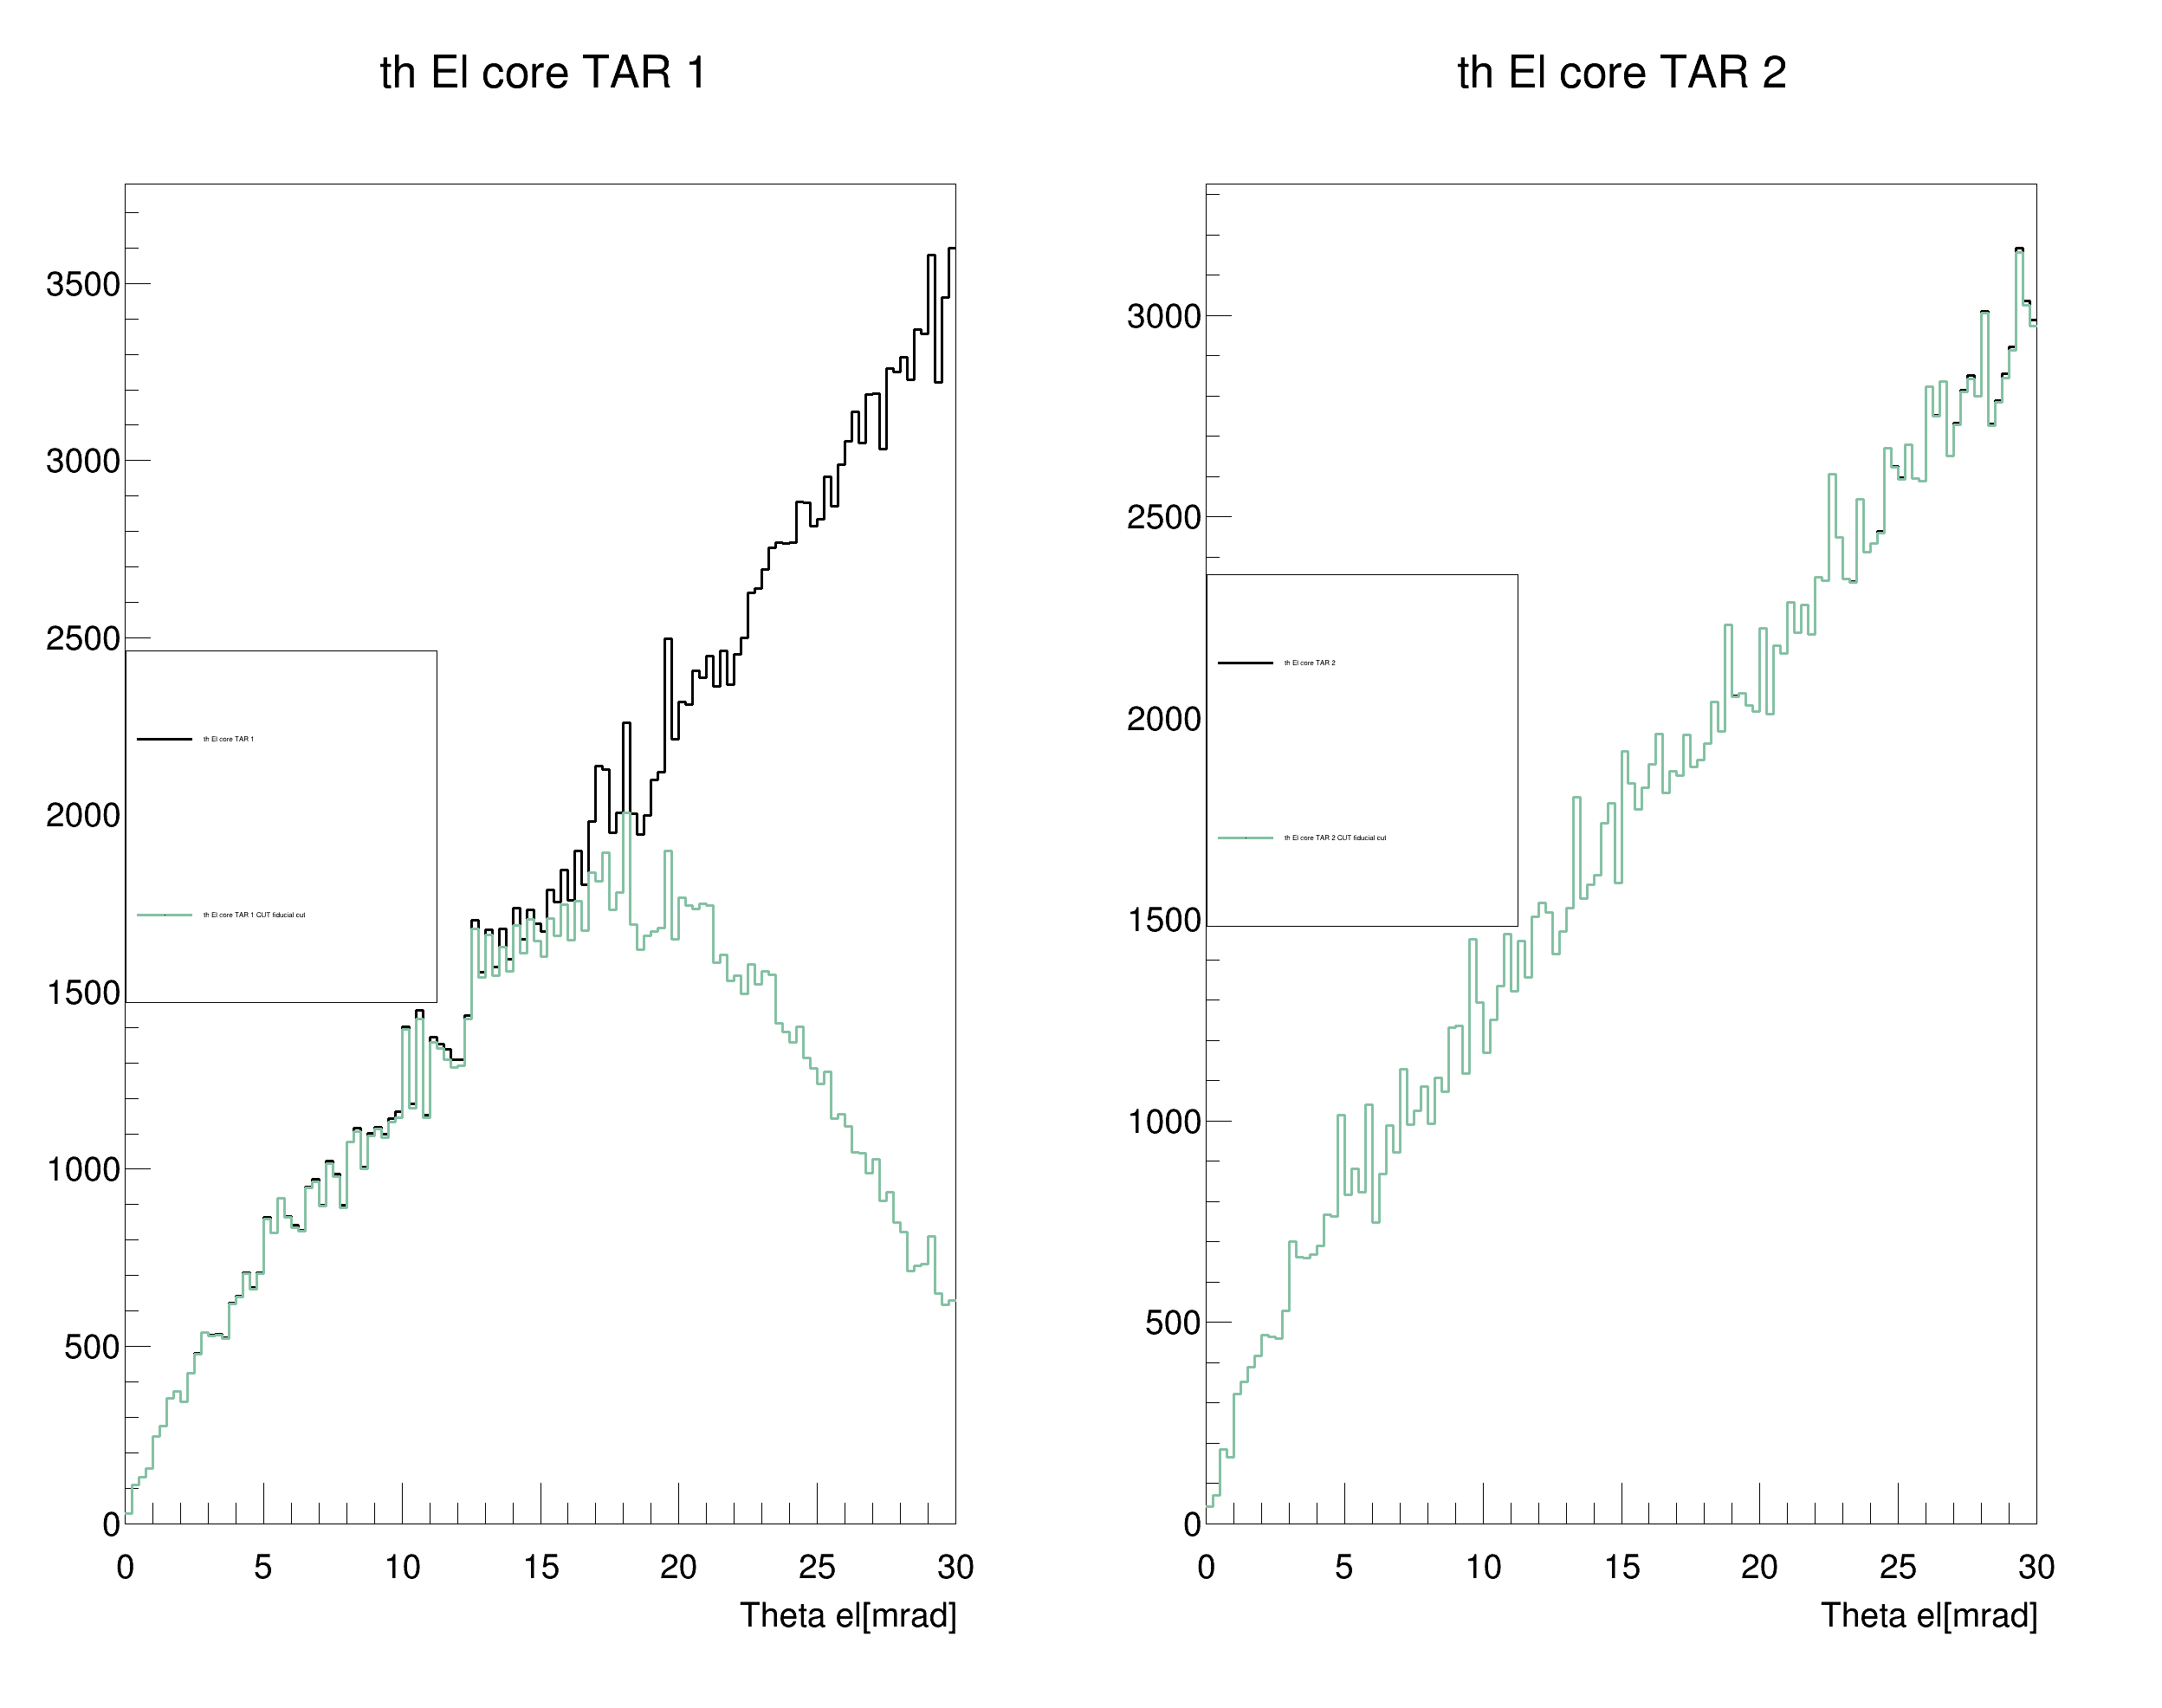 th El core TAR 1
3500
3000
2500
2000
1500
1000
500
0
th El core TAR 1
th El core TAR 1 CUT fiducial cut
0 5 10 15 20 25 30
Theta el[mrad]
th El core TAR 2
3000
2500
2000
1500
1000
500
0
th El core TAR 2
th El core TAR 2 CUT fiducial cut
0 5 10 15 20 25 30
Theta el[mrad]